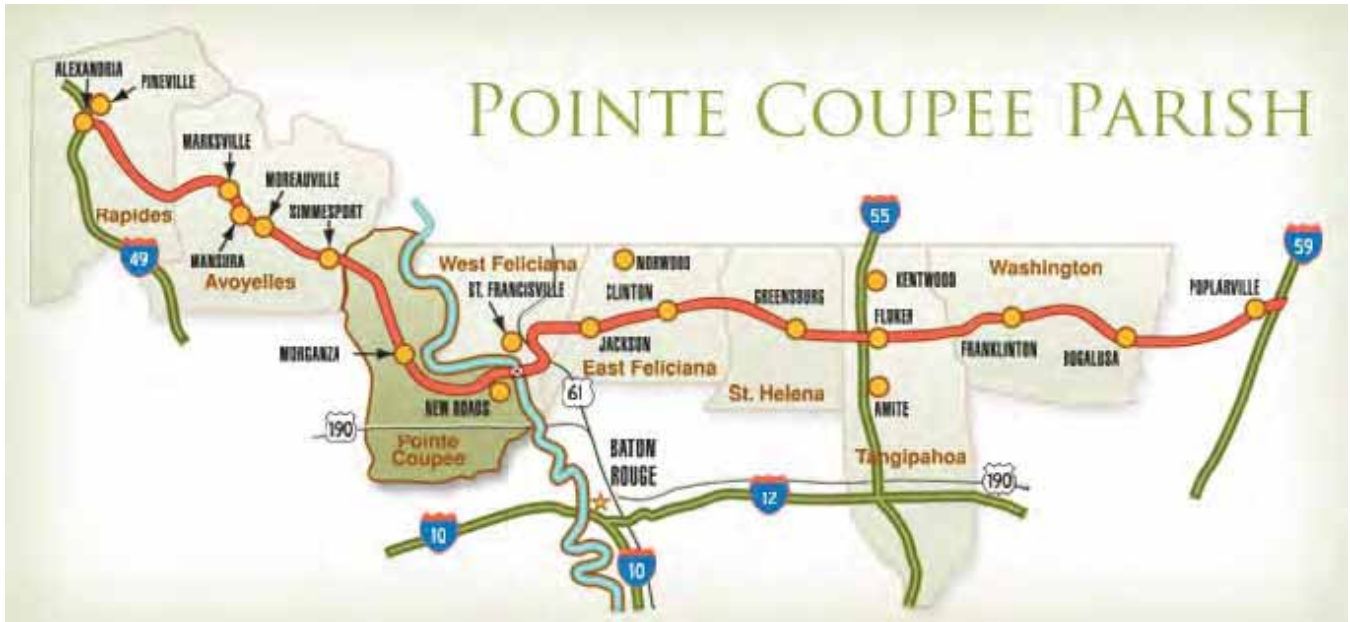 POINTE COUPEE PARISH
ALEXANDRIA
PINEVILLE
MARKSVILLE
MOREAUVILLE
SIMMESPORT
Rapides
49
MANSURA
Avoyelles
West Feliciana
ST. FRANCISVILLE
NORWOOD
CLINTON
GREENSBURG
55
KENTWOOD
Washington
59
POPLARVILLE
FLUKER
MORGANZA
JACKSON
FRANKLINTON
BOGALUSA
East Feliciana
NEW ROADS
61
St. Helena
AMITE
190
Pointe
Coupee
BATON
ROUGE
Tangipahoa
190
12
10
10